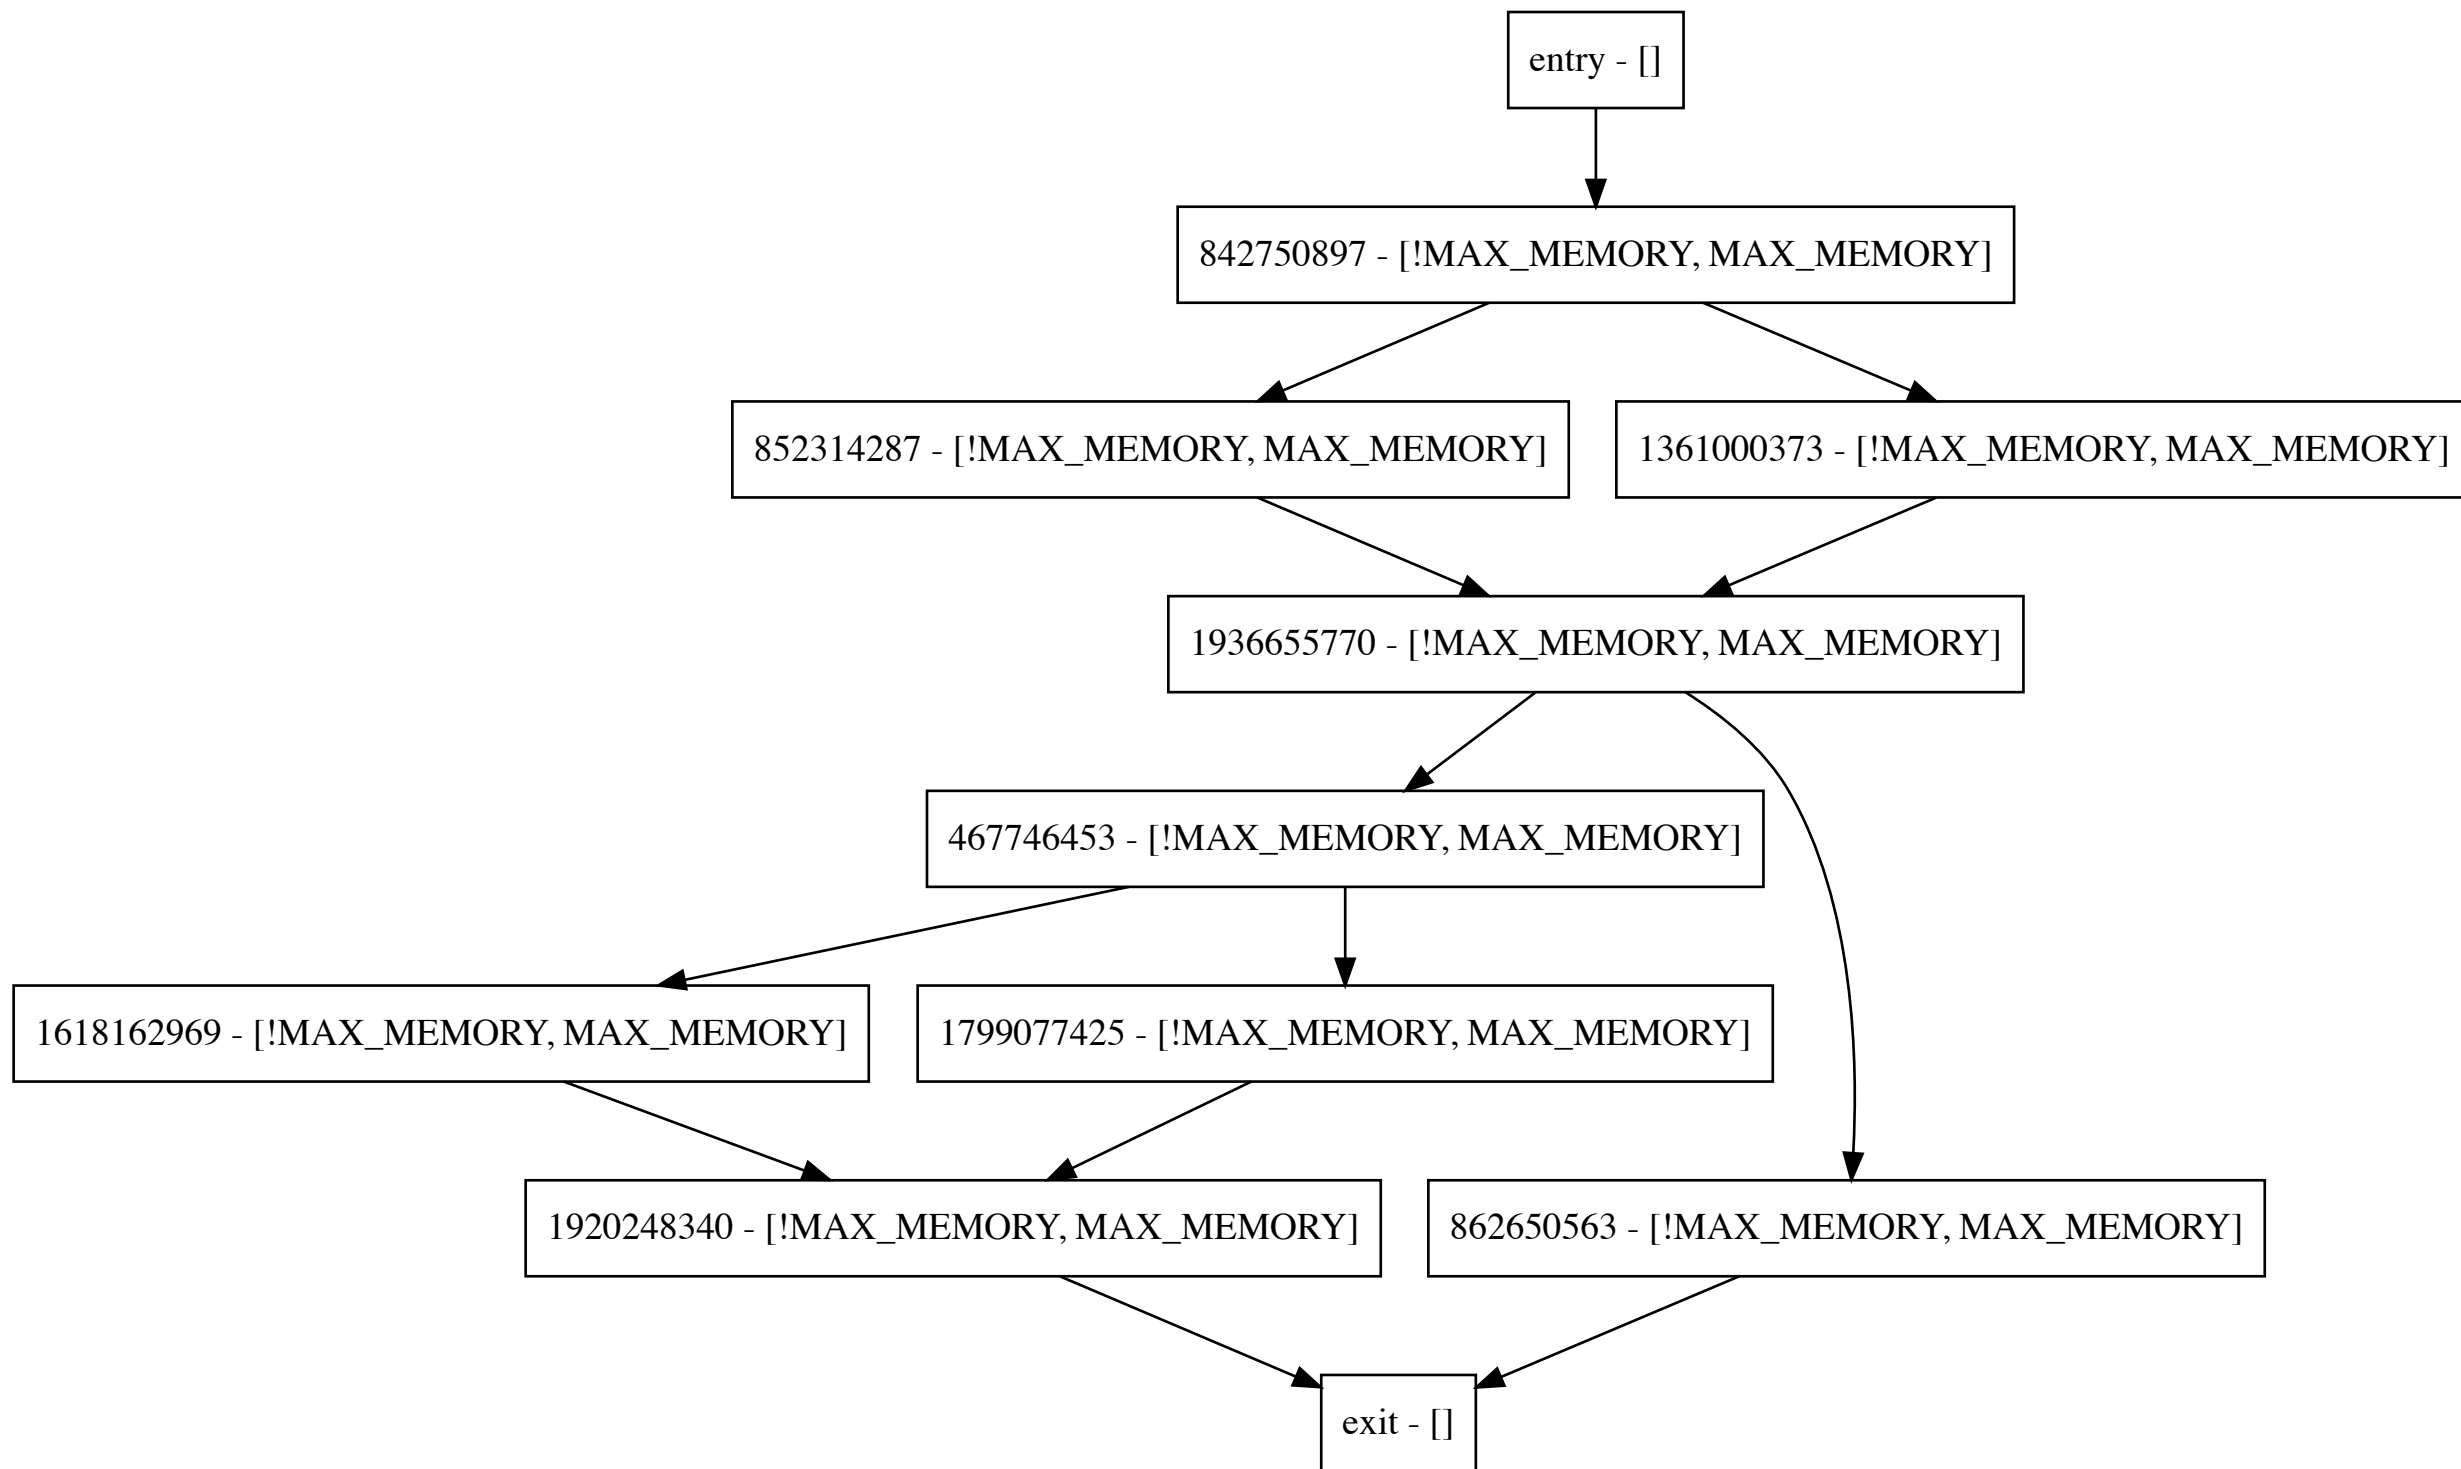 entry - []
842750897 - [!MAX_MEMORY, MAX_MEMORY]
852314287 - [!MAX_MEMORY, MAX_MEMORY]
1361000373 - [!MAX_MEMORY, MAX_MEMORY]
1936655770 - [!MAX_MEMORY, MAX_MEMORY]
467746453 - [!MAX_MEMORY, MAX_MEMORY]
1618162969 - [!MAX_MEMORY, MAX_MEMORY]
1799077425 - [!MAX_MEMORY, MAX_MEMORY]
1920248340 - [!MAX_MEMORY, MAX_MEMORY]
862650563 - [!MAX_MEMORY, MAX_MEMORY]
exit - []